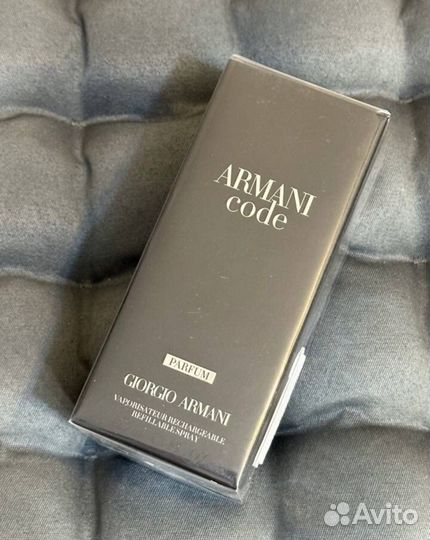 ARMANI
code
PARFUM
GIORGIO ARMANI
VAPORISATEUR RECHARGEABLE
REFILLABLE SPRAY
Avito